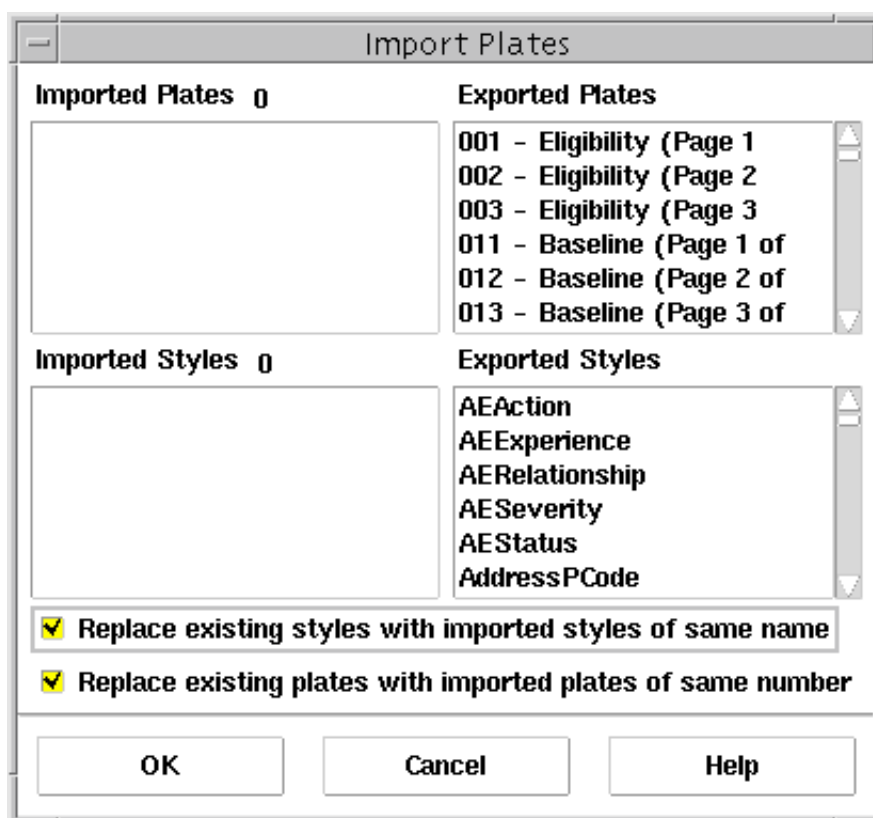 Import Plates
Imported Plates 0
Exported Plates
001 - Eligibility (Page 1
002 - Eligibility (Page 2
003 - Eligibility (Page 3
011 - Baseline (Page 1 of
012 - Baseline (Page 2 of
013 - Baseline (Page 3 of
Imported Styles 0
Exported Styles
AEAction
AEExperience
AERelationship
AESeverity
AEStatus
AddressPCode
Replace existing styles with imported styles of same name
Replace existing plates with imported plates of same number
OK
Cancel
Help